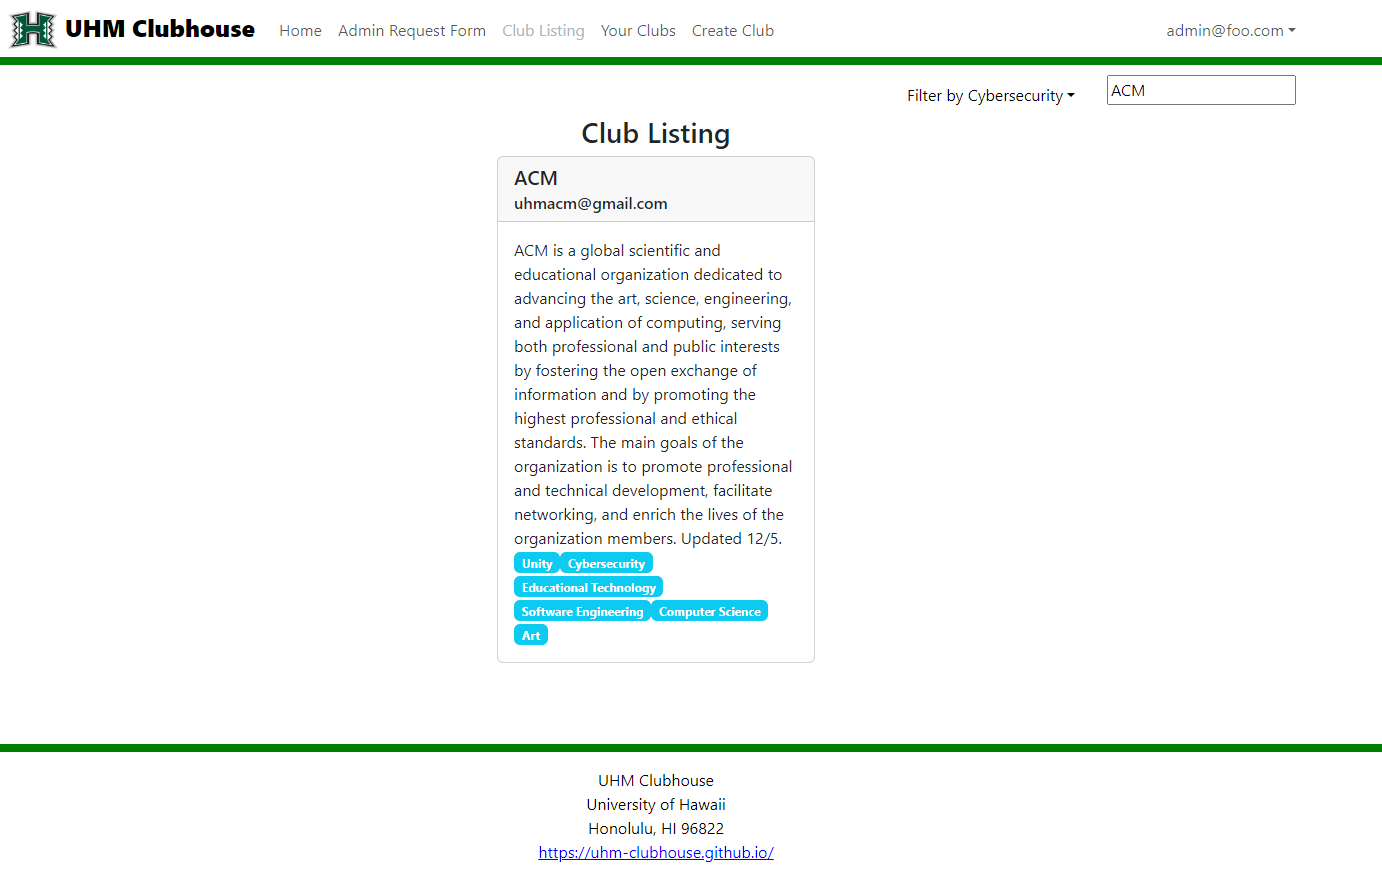 UHM Clubhouse Home Admin Request Form Club Listing Your Clubs Create Club admin@foo.com
Filter by Cybersecurity ACM
Club Listing
ACM
uhmacm@gmail.com
ACM is a global scientific and
educational organization dedicated to
advancing the art, science, engineering,
and application of computing, serving
both professional and public interests
by fostering the open exchange of
information and by promoting the
highest professional and ethical
standards. The main goals of the
organization is to promote professional
and technical development, facilitate
networking, and enrich the lives of the
organization members. Updated 12/5.
Unity Cybersecurity
Educational Technology
Software Engineering Computer Science
Art
UHM Clubhouse
University of Hawaii
Honolulu, HI 96822
https://uhm-clubhouse.github.io/